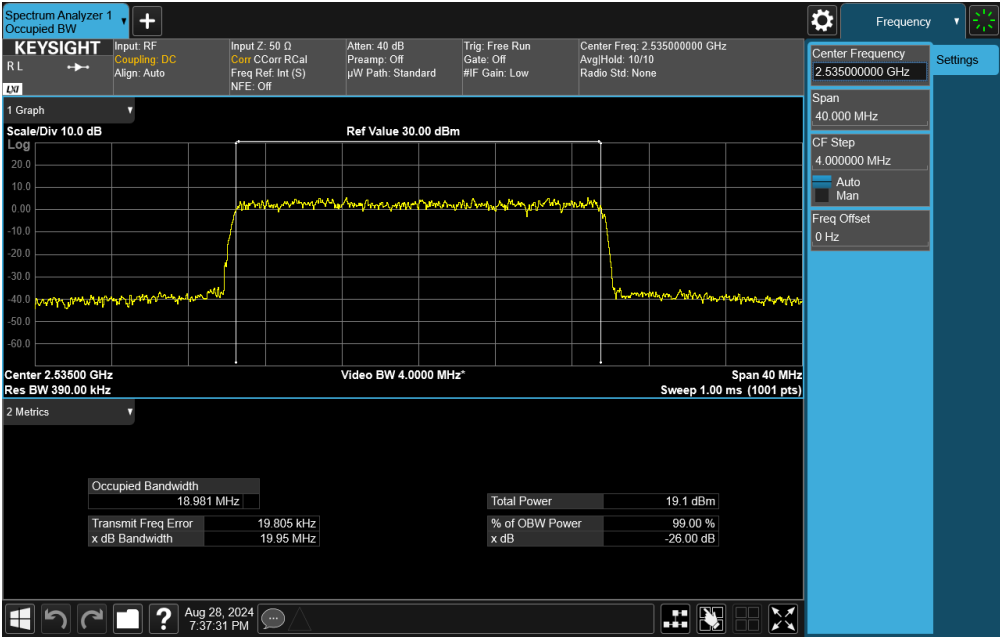 Spectrum Analyzer 1
Occupied BW
+
Frequency
KEYSIGHT
R L
LXI
Input: RF
Coupling: DC
Align: Auto
Input Z: 50 Ω
Corr CCorr RCal
Freq Ref: Int (S)
NFE: Off
Atten: 40 dB
Preamp: Off
µW Path: Standard
Trig: Free Run
Gate: Off
#IF Gain: Low
Center Freq: 2.535000000 GHz
Avg|Hold: 10/10
Radio Std: None
Center Frequency
2.535000000 GHz
Settings
Span
40.000 MHz
CF Step
4.000000 MHz
Auto
Man
Freq Offset
0 Hz
1 Graph
Scale/Div 10.0 dB
Ref Value 30.00 dBm
Log
20.0
10.0
0.00
-10.0
-20.0
-30.0
-40.0
-50.0
-60.0
Center 2.53500 GHz
Video BW 4.0000 MHz*
Span 40 MHz
Res BW 390.00 kHz
Sweep 1.00 ms (1001 pts)
2 Metrics
Occupied Bandwidth
18.981 MHz
Total Power 19.1 dBm
Transmit Freq Error 19.805 kHz
% of OBW Power 99.00 %
x dB Bandwidth 19.95 MHz
x dB -26.00 dB
?
Aug 28, 2024
7:37:31 PM